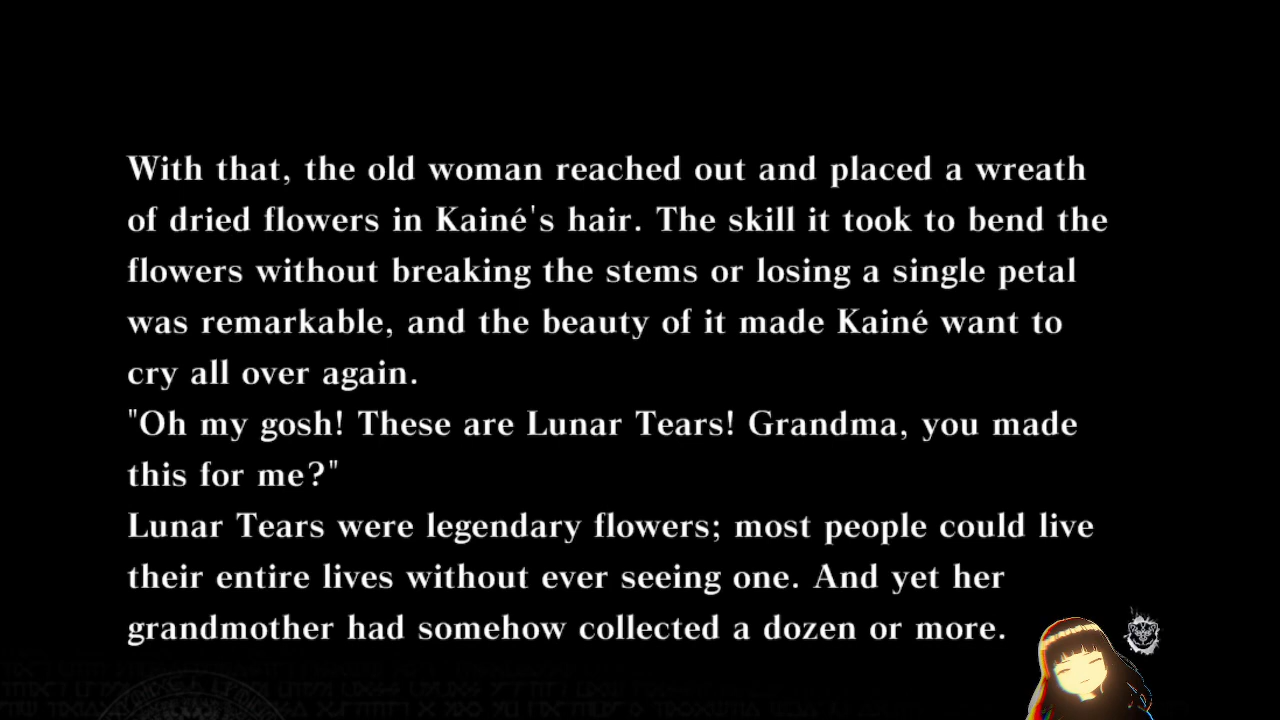 With that, the old woman reached out and placed a wreath
of dried flowers in Kainé's hair. The skill it took to bend the
flowers without breaking the stems or losing a single petal
was remarkable, and the beauty of it made Kainé want to
cry all over again.
"Oh my gosh! These are Lunar Tears! Grandma, you made
this for me?"
Lunar Tears were legendary flowers; most people could live
their entire lives without ever seeing one. And yet her
grandmother had somehow collected a dozen or more.